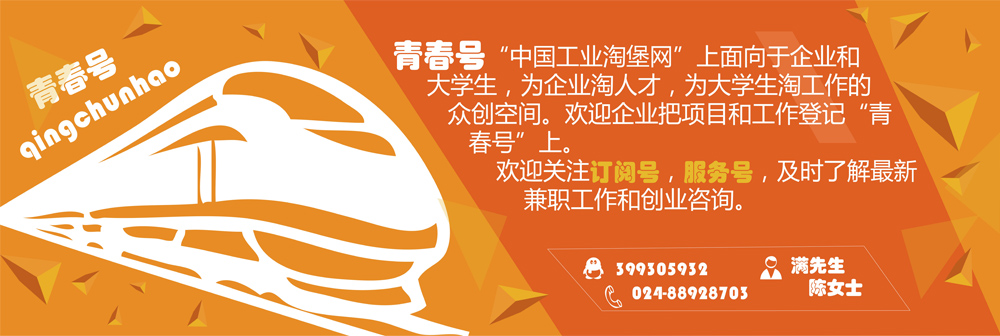 青春号
qingchunhao
青春号“中国工业淘堡网”上面向于企业和
大学生，为企业淘人才，为大学生淘工作的
众创空间。欢迎企业把项目和工作登记“青
春号”上。
欢迎关注订阅号，服务号，及时了解最新
兼职工作和创业咨询。
399305932
满先生
024-88928703
陈女士